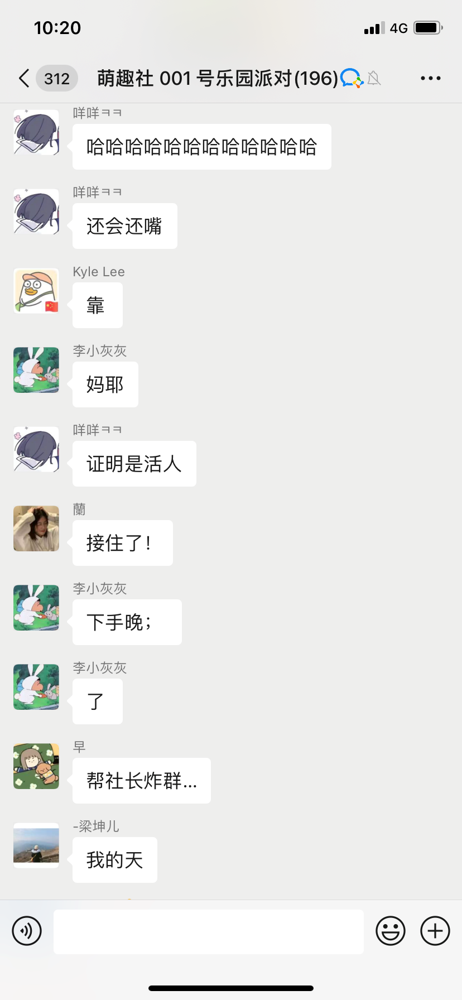 10:20
4G
312
萌趣社 001 号乐园派对(196)
咩咩ㅋㅋ
哈哈哈哈哈哈哈哈哈哈哈哈
咩咩ㅋㅋ
还会还嘴
Kyle Lee
靠
李小灰灰
妈耶
咩咩ㅋㅋ
证明是活人
蘭
接住了!
李小灰灰
下手晚;
李小灰灰
了
早
帮社长炸群...
-梁坤儿
我的天